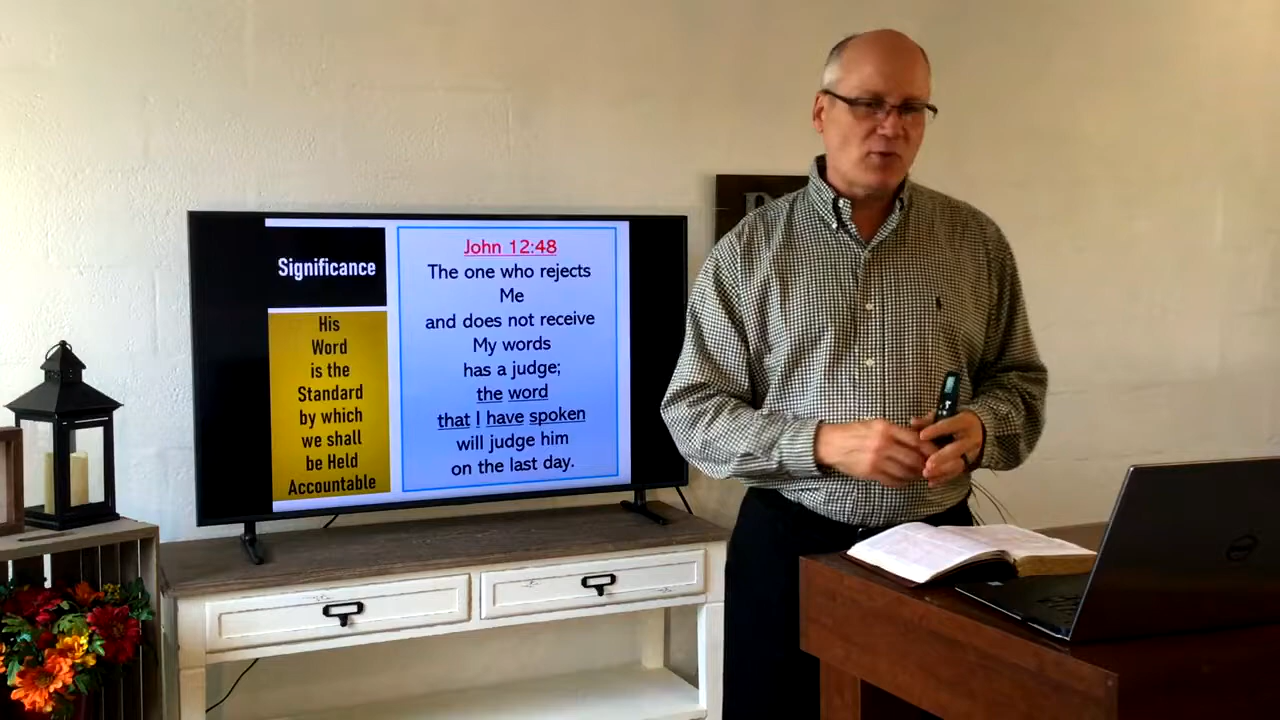 Significance
His
Word
is the
Standard
by which
we shall
be Held
Accountable
John 12:48
The one who rejects
Me
and does not receive
My words
has a judge;
the word
that I have spoken
will judge him
on the last day.
DELL